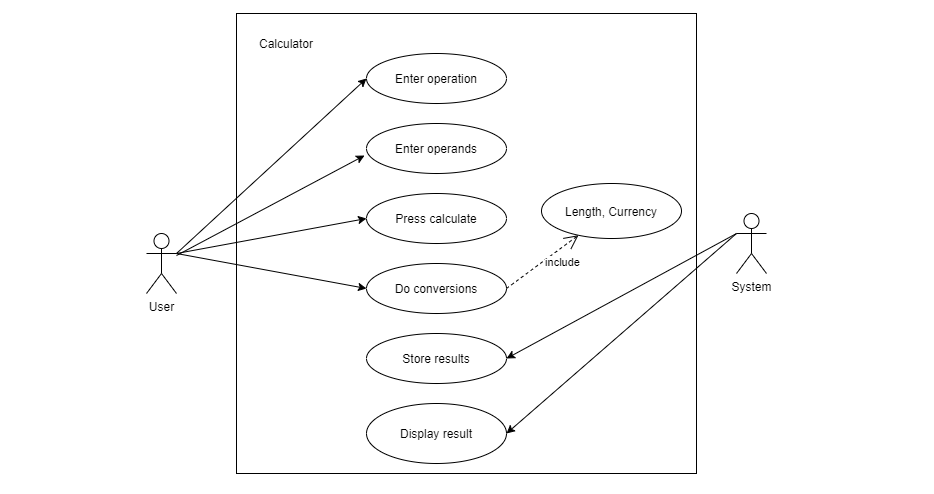 Calculator
Enter operation
Enter operands
Press calculate
Length, Currency
include
Do conversions
User
System
Store results
Display result